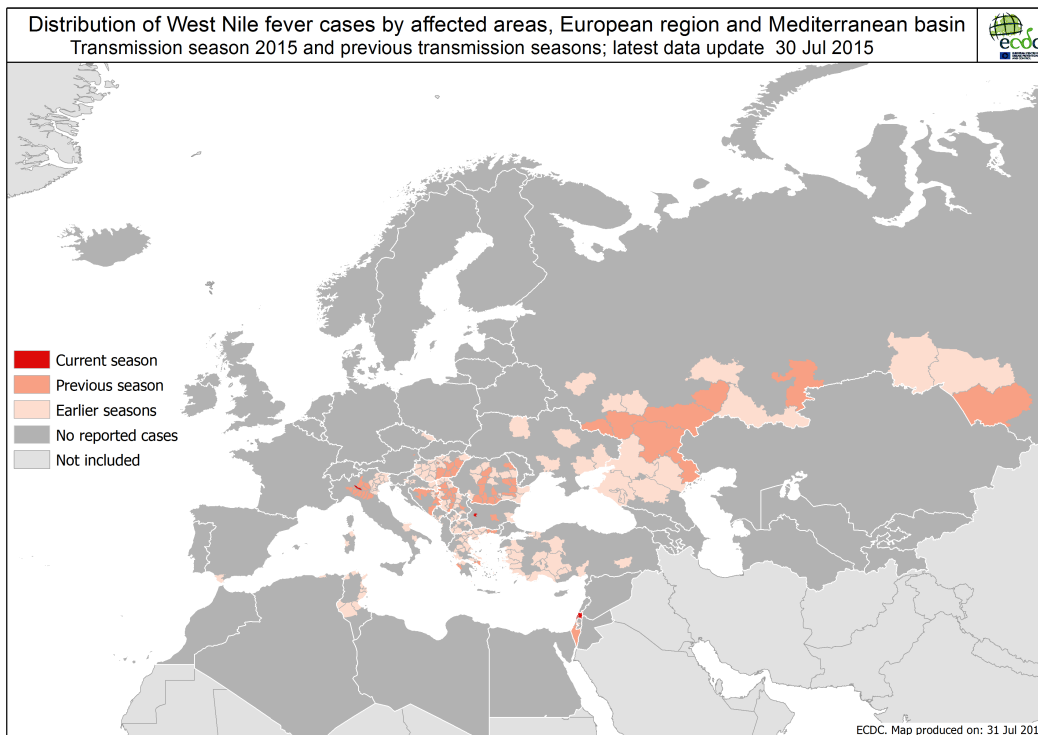 Distribution of West Nile fever cases by affected areas, European region and Mediterranean basin
Transmission season 2015 and previous transmission seasons; latest data update 30 Jul 2015
ecdc
Current season
Previous season
Earlier seasons
No reported cases
Not included
ECDC. Map produced on: 31 Jul 201